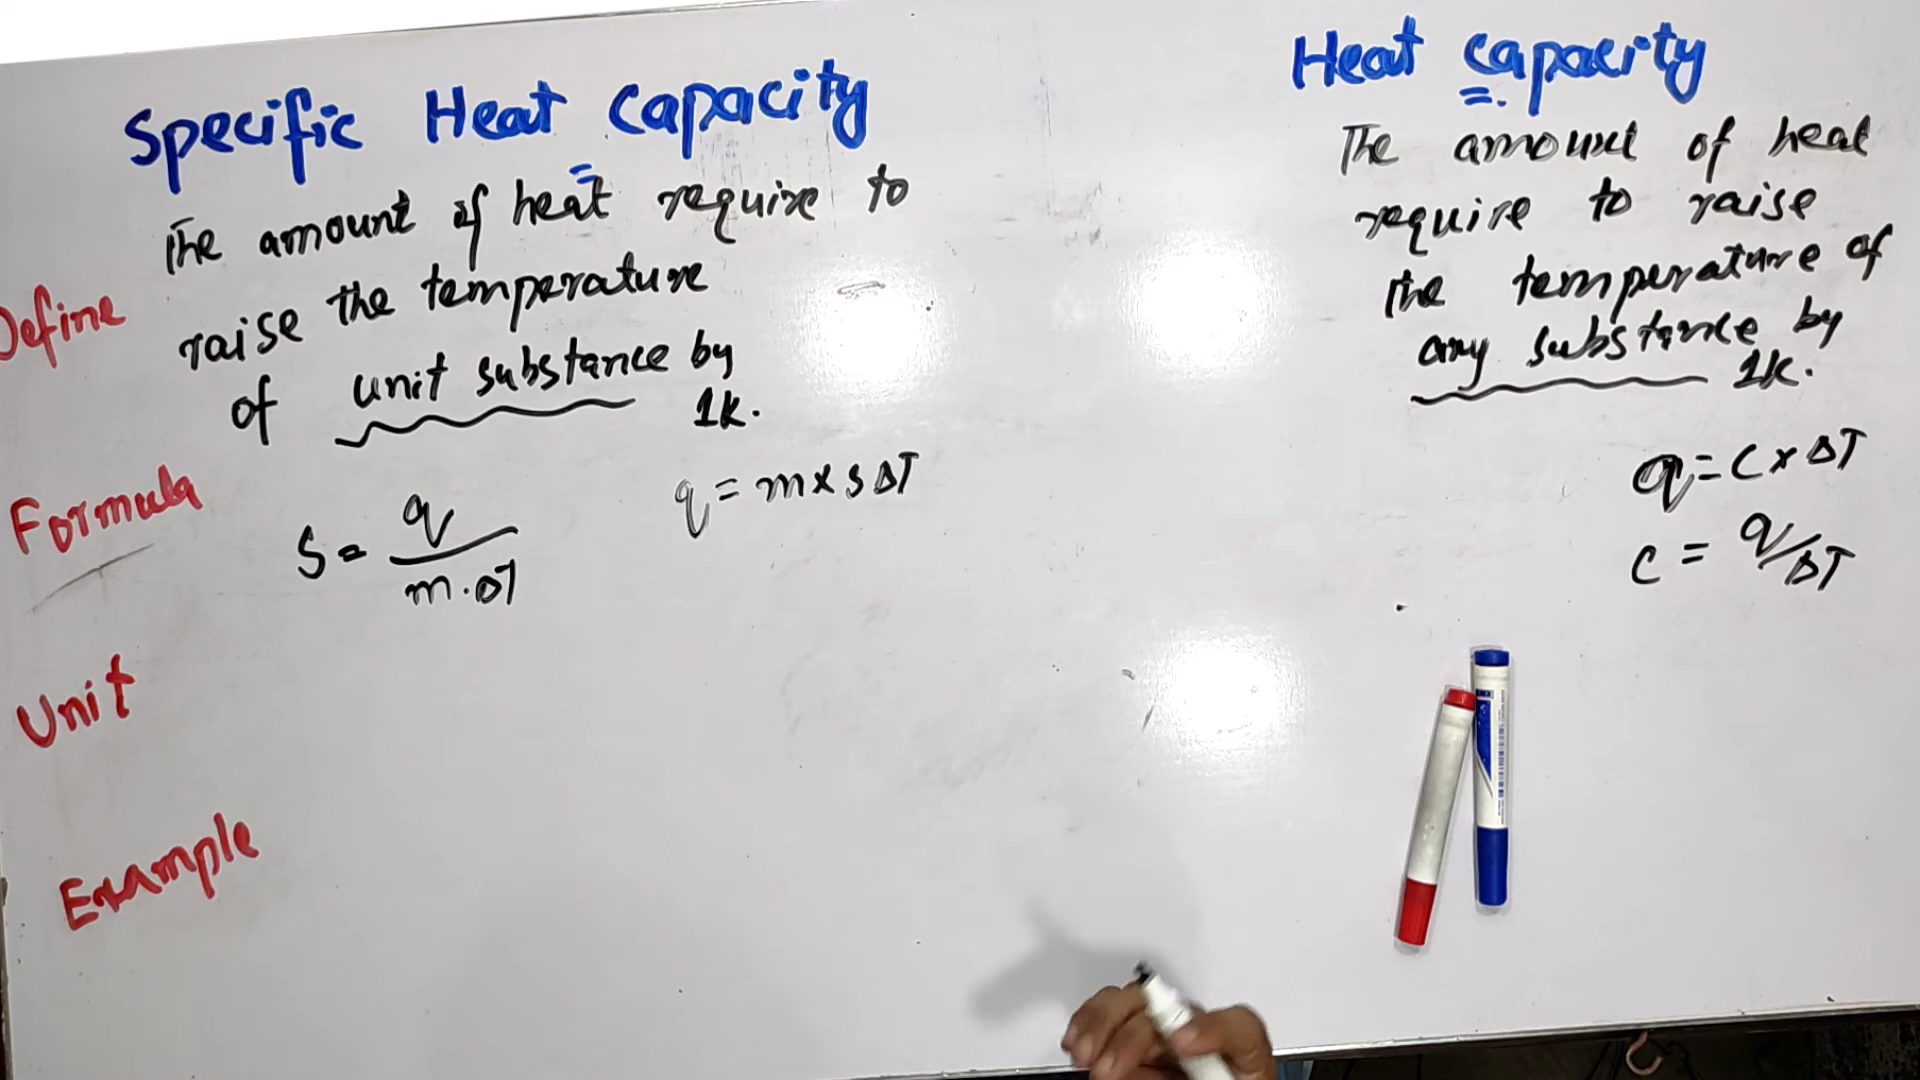 Specific Heat capacity
The amount of heat require to
raise the temperature
of unit substance by
1k.
Heat capacity
The amount of heat
require to raise
the temperature of
any substance by
1k.
Define
Formula
S = q / m.ΔT
q = m x s ΔT
q = c x ΔT
c = q/ΔT
Unit
Example